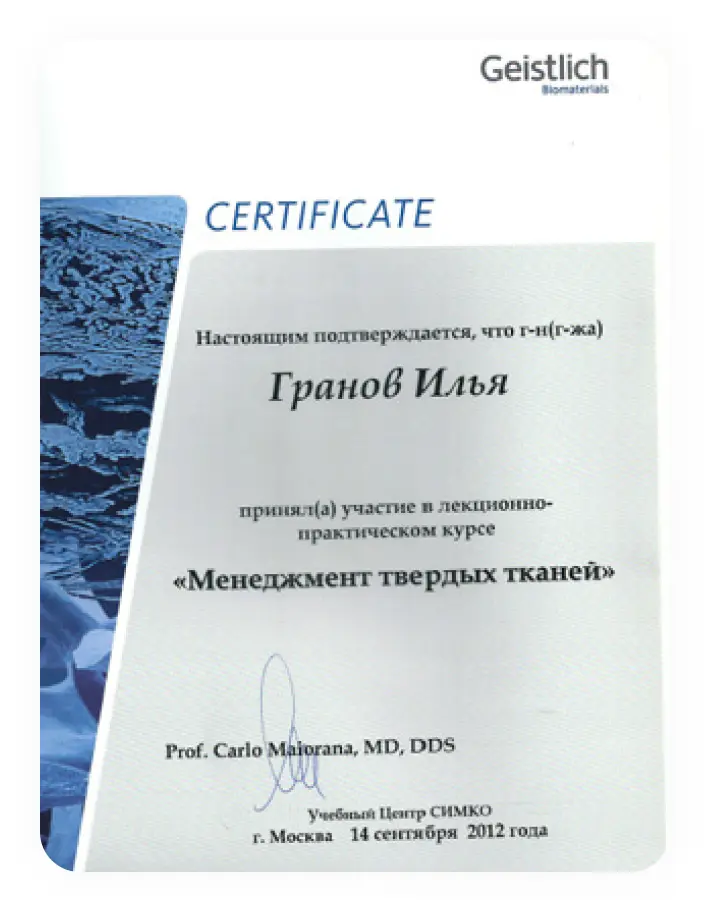 Geistlich
Biomaterials
CERTIFICATE
Настоящим подтверждается, что г-н(г-жа)
Гранов Илья
принял(а) участие в лекционно-
практическом курсе
«Менеджмент твердых тканей»
Prof. Carlo Maiorana, MD, DDS
Учебный Центр СИМКО
г. Москва 14 сентября 2012 года